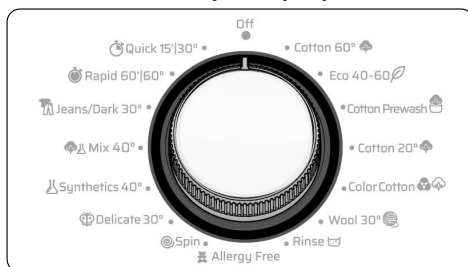 Off
Quick 15'|30°
Cotton 60°
Rapid 60'|60°
Eco 40-60
Jeans/Dark 30°
Cotton Prewash
Mix 40°
Cotton 20°
Synthetics 40°
Color Cotton
Delicate 30°
Wool 30°
Spin
Rinse
Allergy Free